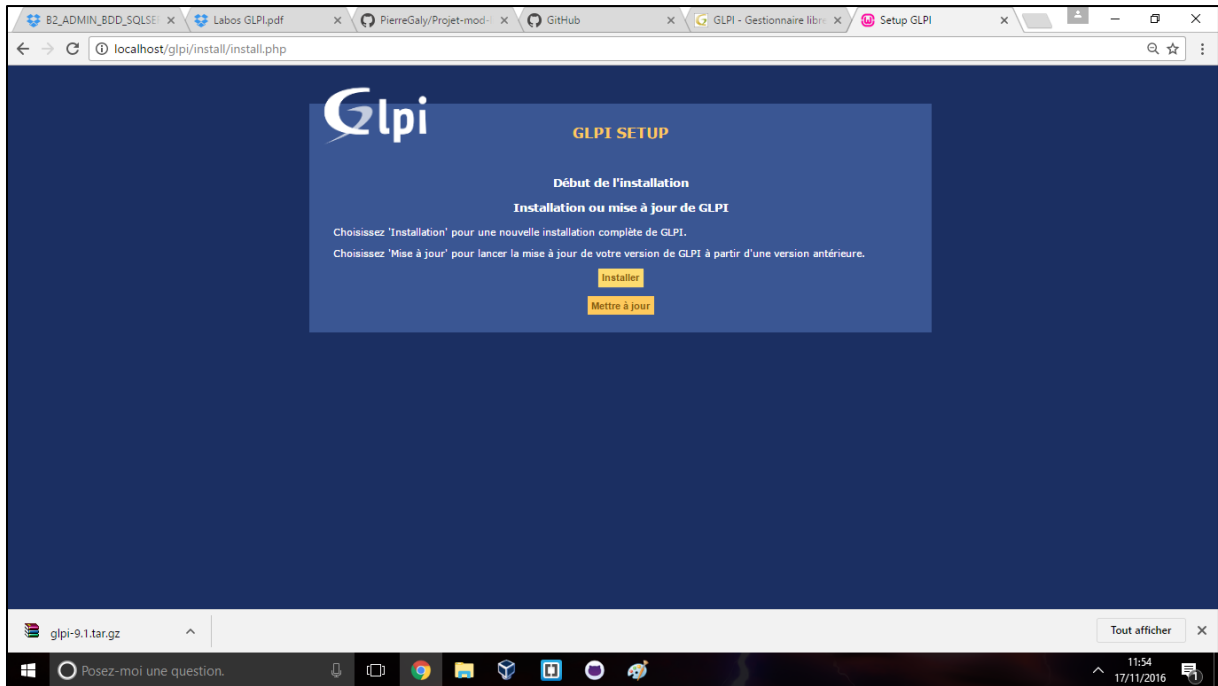 B2_ADMIN_BDD_SQLSE
Labos GLPI.pdf
PierreGaly/Projet-mod-
GitHub
GLPI - Gestionnaire libre
Setup GLPI
localhost/glpi/install/install.php
Glpi
GLPI SETUP
Début de l'installation
Installation ou mise à jour de GLPI
Choisissez 'Installation' pour une nouvelle installation complète de GLPI.
Choisissez 'Mise à jour' pour lancer la mise à jour de votre version de GLPI à partir d'une version antérieure.
Installer
Mettre à jour
glpi-9.1.tar.gz
Tout afficher
Posez-moi une question.
11:54
17/11/2016
1